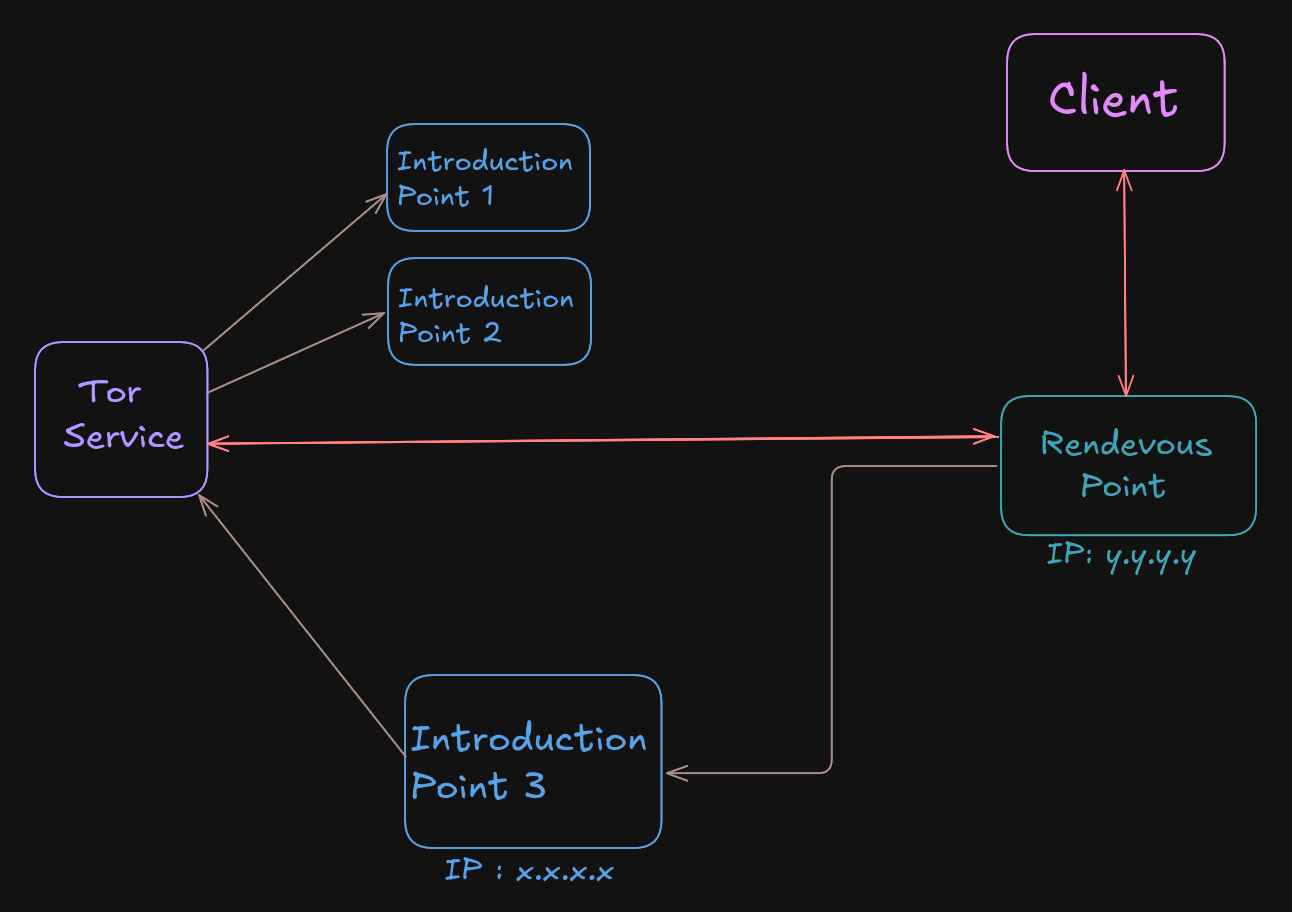 Client
Introduction
Point 1
Introduction
Point 2
Tor
Service
Rendevous
Point
IP: y.y.y.y
Introduction
Point 3
IP : x.x.x.x